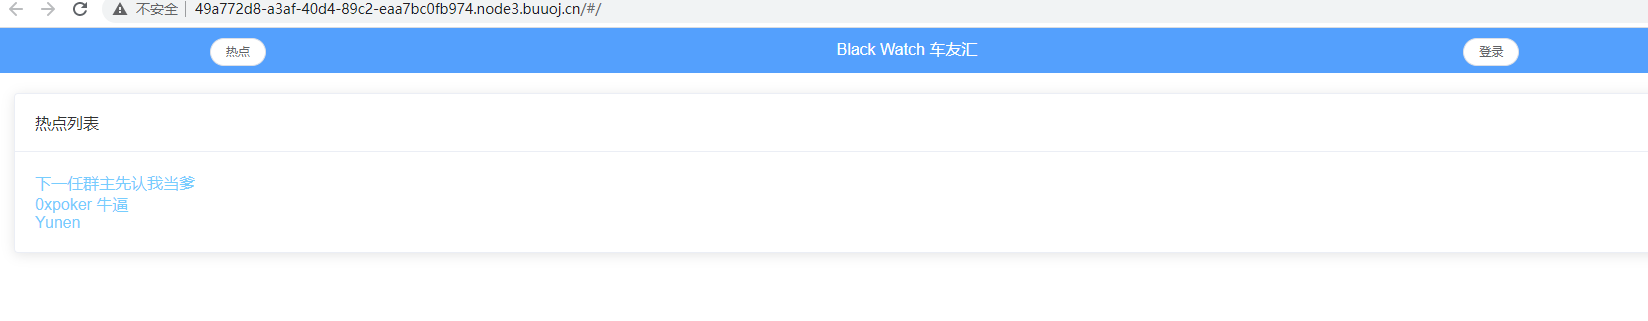 不安全 49a772d8-a3af-40d4-89c2-eaa7bc0fb974.node3.buuoj.cn/#/
热点 Black Watch 车友汇 登录
热点列表
下一任群主先认我当爹
0xpoker 牛逼
Yunen